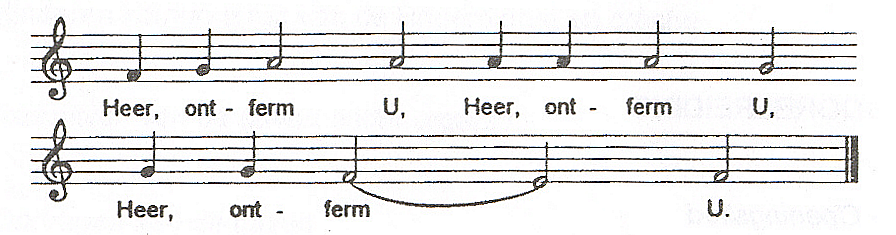 Heer, ont - ferm U, Heer, ont - ferm U,
Heer, ont - ferm U.